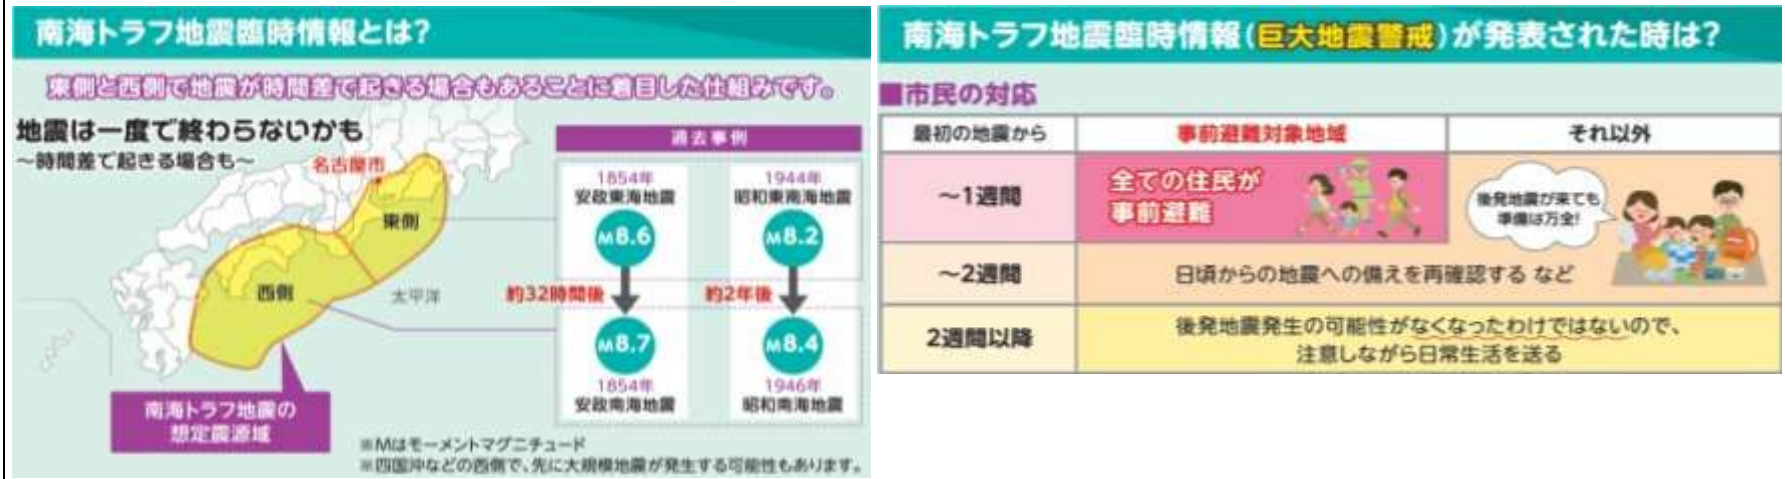 南海トラフ地震臨時情報とは?
東側と西側で地震が時間差で起きる場合もあることに着目した仕組みです。
地震は一度で終わらないかも
~時間差で起きる場合も~
名古屋市
東側
西側
太平洋
南海トラフ地震の
想定震源域
過去事例
1854年
安政東海地震
M8.6
約32時間後
M8.7
1854年
安政南海地震
1944年
昭和東南海地震
M8.2
約2年後
M8.4
1946年
昭和南海地震
※Mはモーメントマグニチュード
※四国沖などの西側で、先に大規模地震が発生する可能性もあります。
南海トラフ地震臨時情報(巨大地震警戒)が発表された時は?
■市民の対応
最初の地震から
事前避難対象地域
それ以外
~1週間
全ての住民が
事前避難
後発地震が来ても
準備は万全!
~2週間
日頃からの地震への備えを再確認する など
2週間以降
後発地震発生の可能性がなくなったわけではないので、
注意しながら日常生活を送る